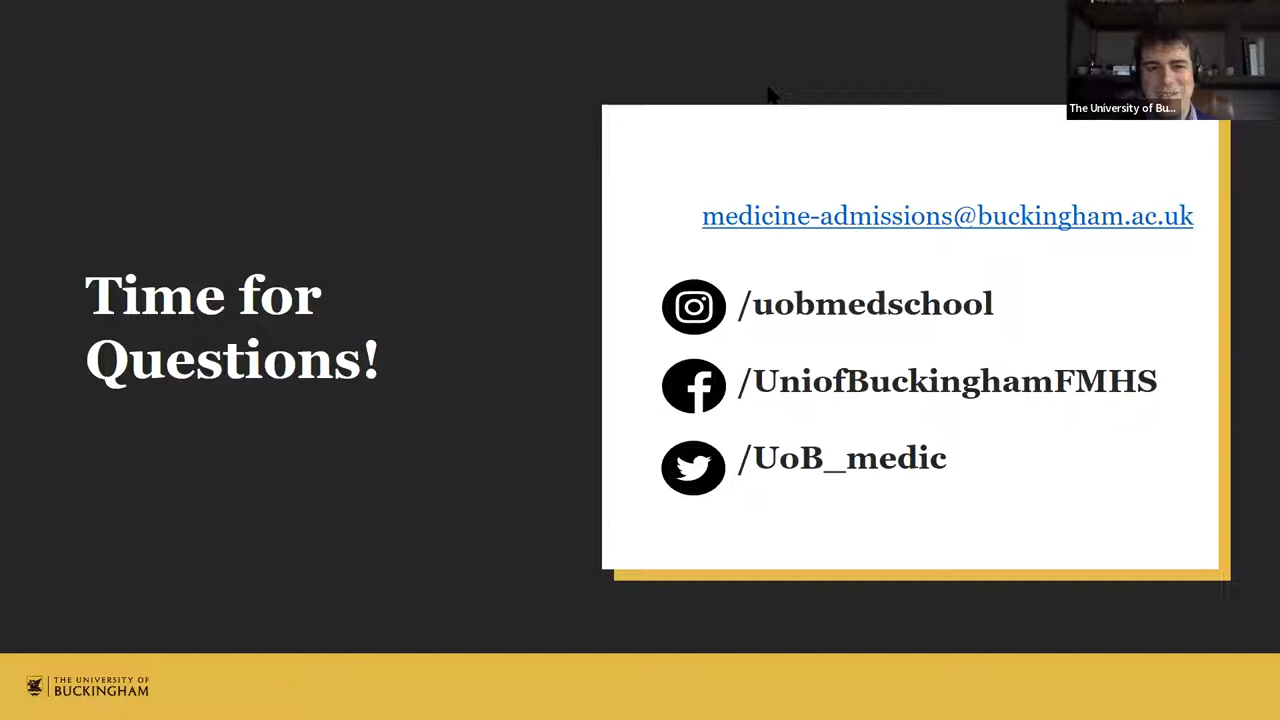 The University of Bu...
medicine-admissions@buckingham.ac.uk
Time for
Questions!
/uobmedschool
/UniofBuckinghamFMHS
/UoB_medic
THE UNIVERSITY OF
BUCKINGHAM